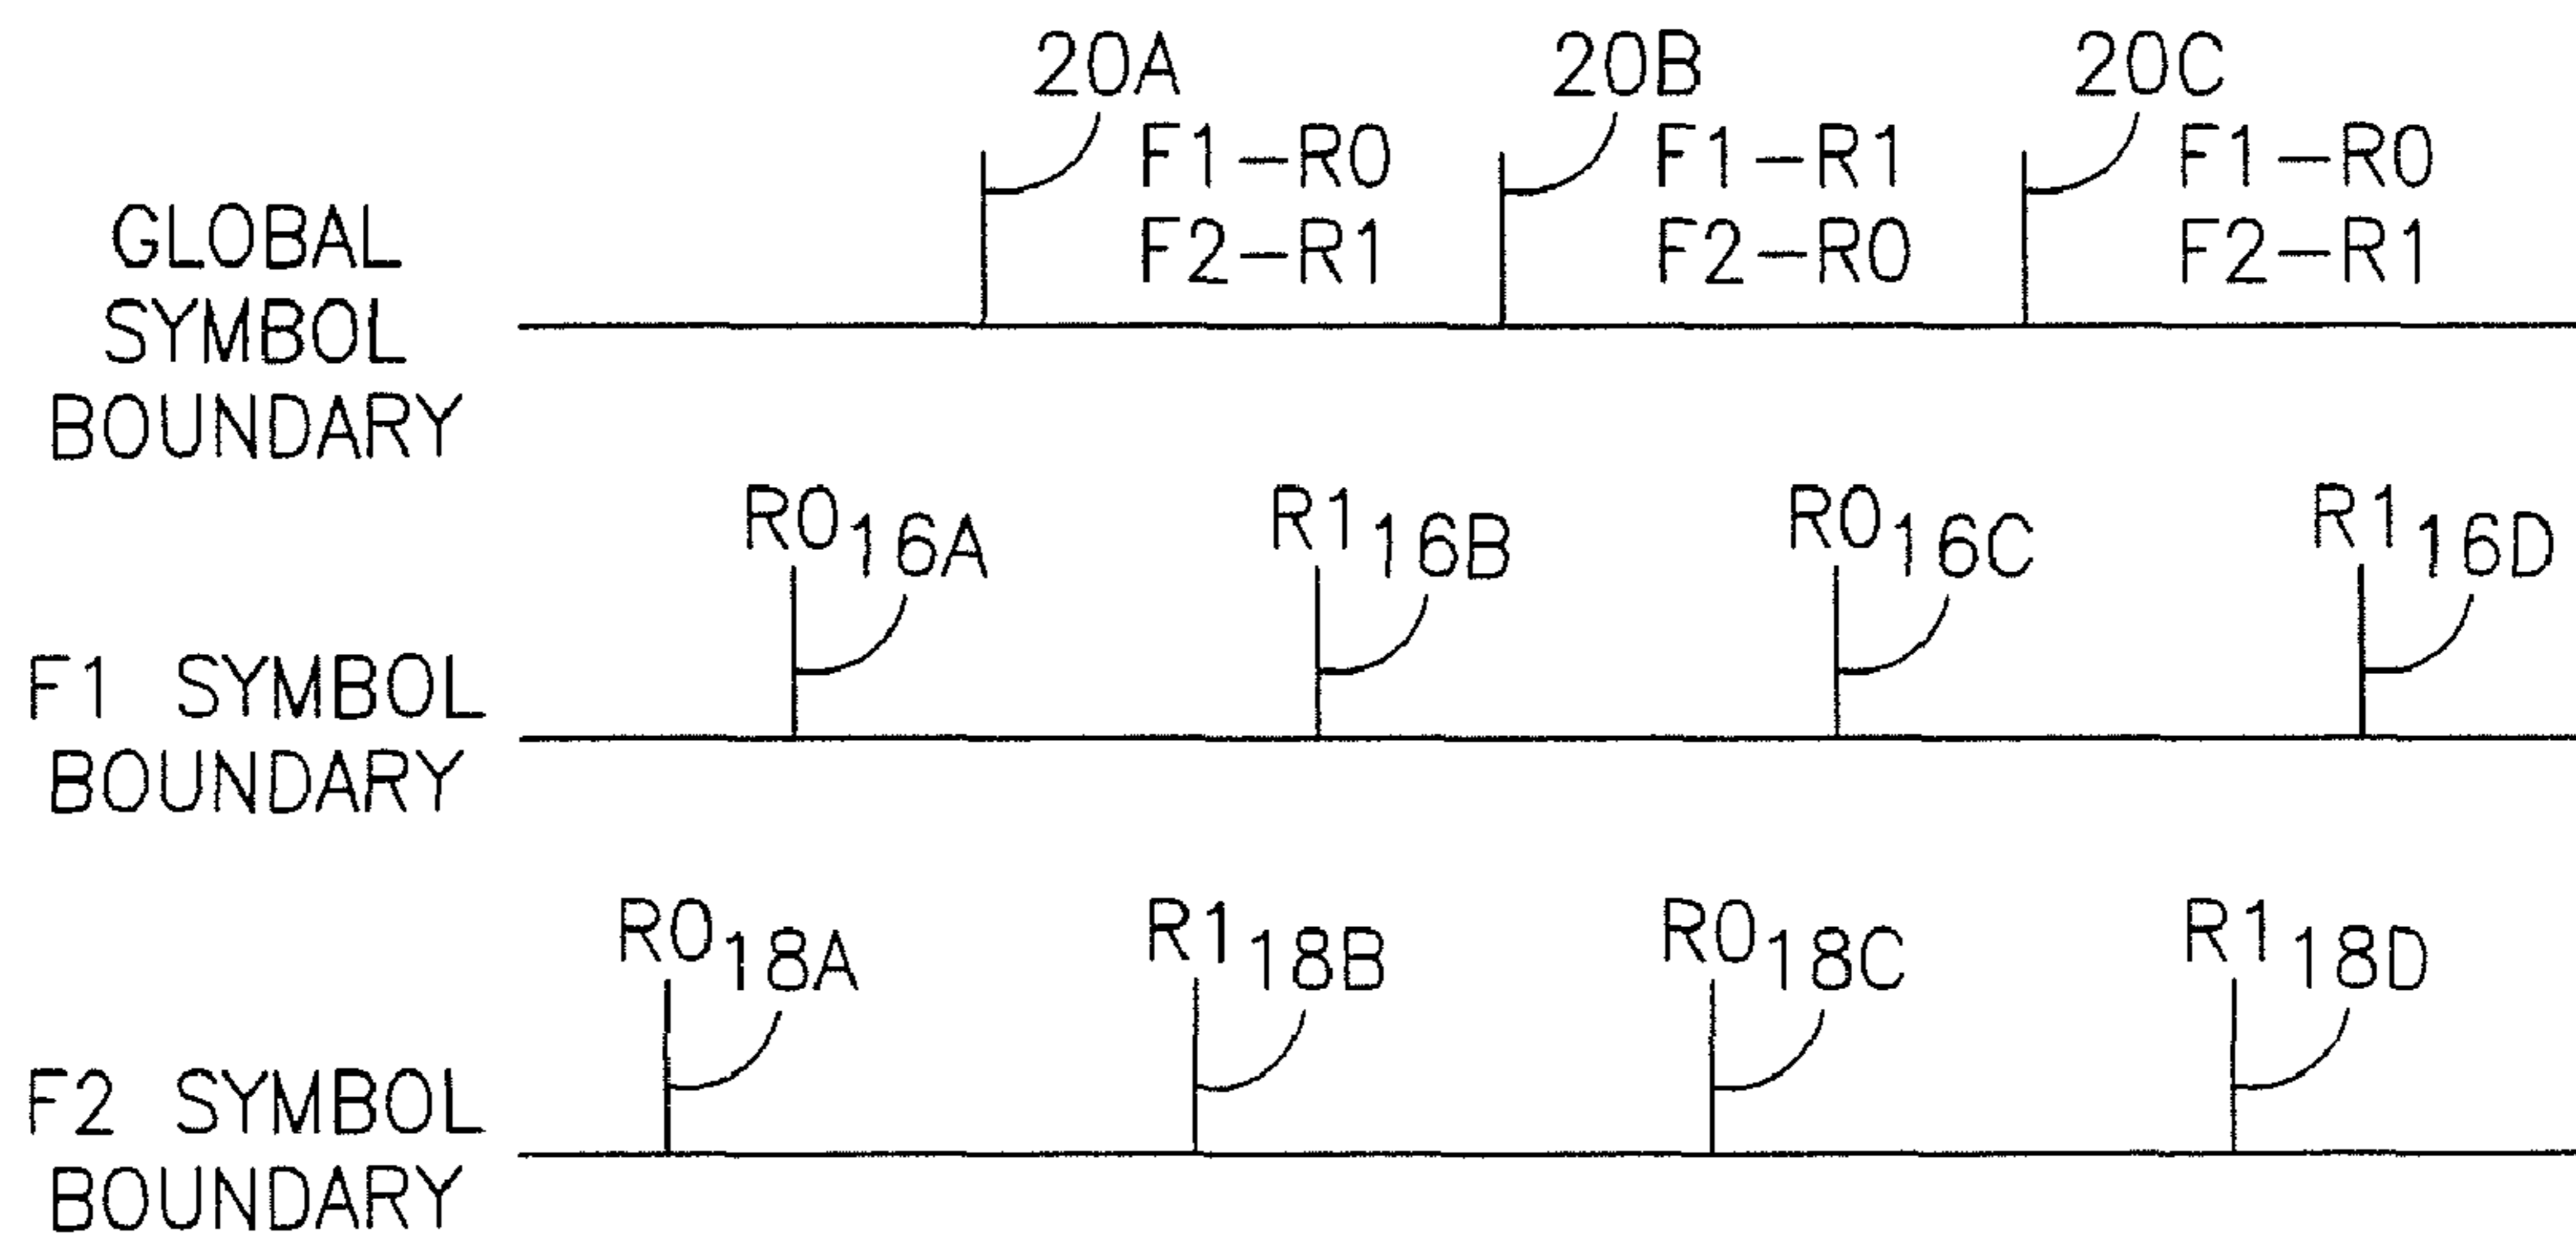 20A 20B 20C
F1-R0 F1-R1 F1-R0
F2-R1 F2-R0 F2-R1
GLOBAL
SYMBOL
BOUNDARY
R0 16A R1 16B R0 16C R1 16D
F1 SYMBOL
BOUNDARY
R0 18A R1 18B R0 18C R1 18D
F2 SYMBOL
BOUNDARY